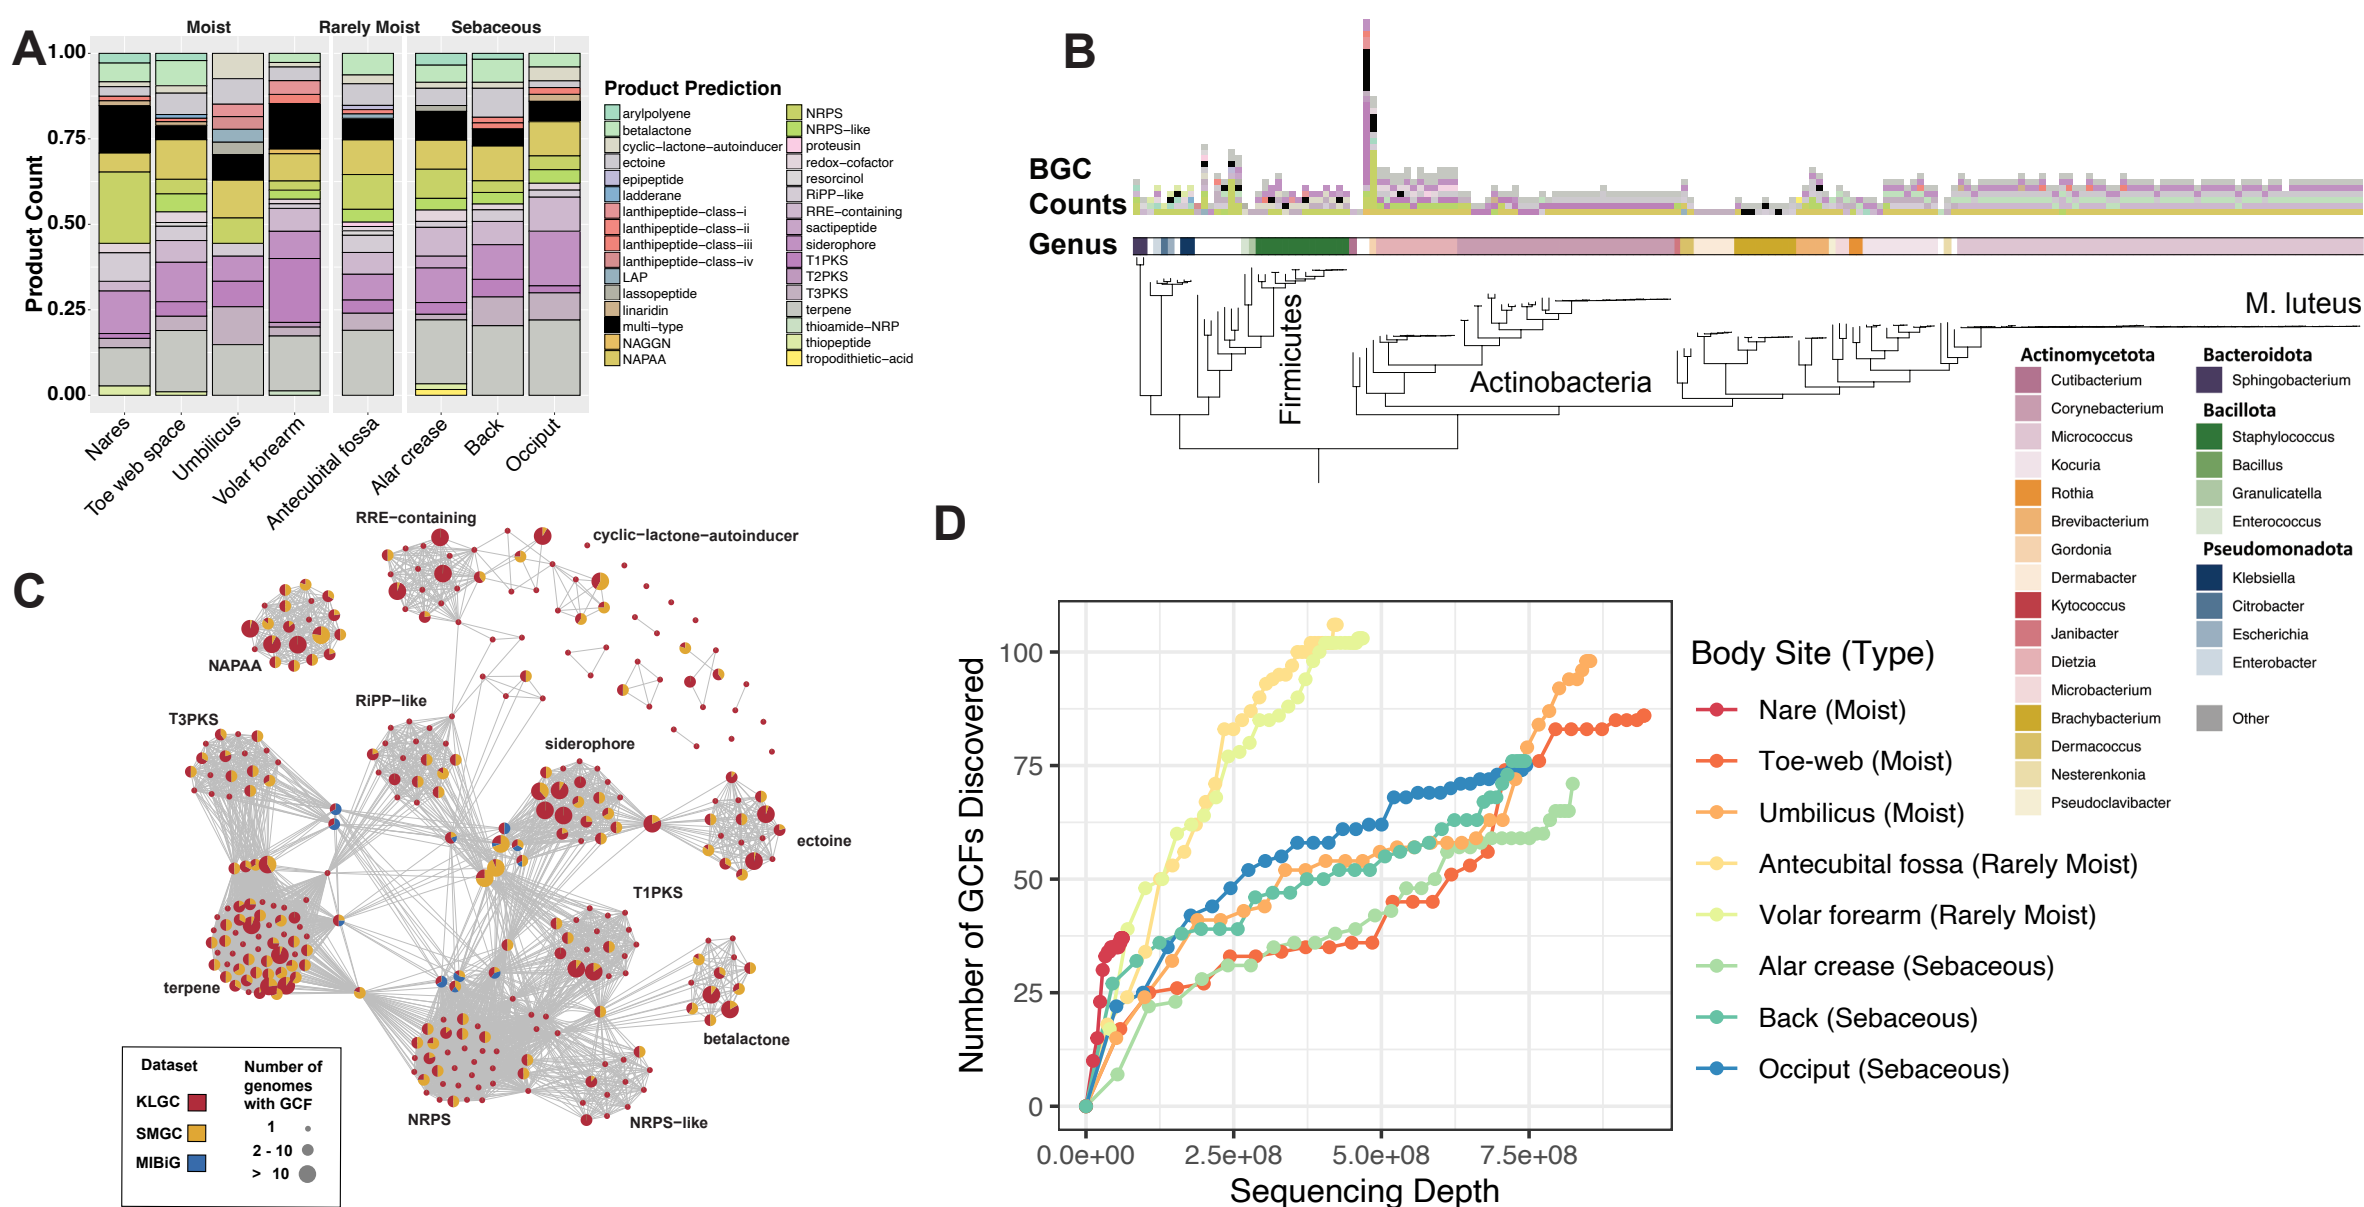 A
Moist
Rarely Moist
Sebaceous
1.00
0.75
0.50
0.25
0.00
Product Count
Nares
Toe web space
Umbilicus
Volar forearm
Antecubital fossa
Alar crease
Back
Occiput
Product Prediction
arylpolyene
betalactone
cyclic−lactone−autoinducer
ectoine
epipeptide
ladderane
lanthipeptide−class−i
lanthipeptide−class−ii
lanthipeptide−class−iii
lanthipeptide−class−iv
LAP
lassopeptide
linaridin
multi−type
NAGGN
NAPAA
NRPS
NRPS−like
proteusin
redox−cofactor
resorcinol
RiPP−like
RRE−containing
sactipeptide
siderophore
T1PKS
T2PKS
T3PKS
terpene
thioamide−NRP
thiopeptide
tropodithietic−acid
B
BGC
Counts
Genus
Firmicutes
Actinobacteria
M. luteus
Actinomycetota
Cutibacterium
Corynebacterium
Micrococcus
Kocuria
Rothia
Brevibacterium
Gordonia
Dermabacter
Kytococcus
Janibacter
Dietzia
Microbacterium
Brachybacterium
Dermacoccus
Nesterenkonia
Pseudoclavibacter
Bacteroidota
Sphingobacterium
Bacillota
Staphylococcus
Bacillus
Granulicatella
Enterococcus
Pseudomonadota
Klebsiella
Citrobacter
Escherichia
Enterobacter
Other
C
RRE−containing
cyclic−lactone−autoinducer
NAPAA
T3PKS
RiPP−like
siderophore
ectoine
T1PKS
terpene
betalactone
NRPS
NRPS−like
Dataset
KLGC
SMGC
MIBiG
Number of
genomes
with GCF
1
2 - 10
> 10
D
Number of GCFs Discovered
100
75
50
25
0
0.0e+00
2.5e+08
5.0e+08
7.5e+08
Sequencing Depth
Body Site (Type)
Nare (Moist)
Toe-web (Moist)
Umbilicus (Moist)
Antecubital fossa (Rarely Moist)
Volar forearm (Rarely Moist)
Alar crease (Sebaceous)
Back (Sebaceous)
Occiput (Sebaceous)